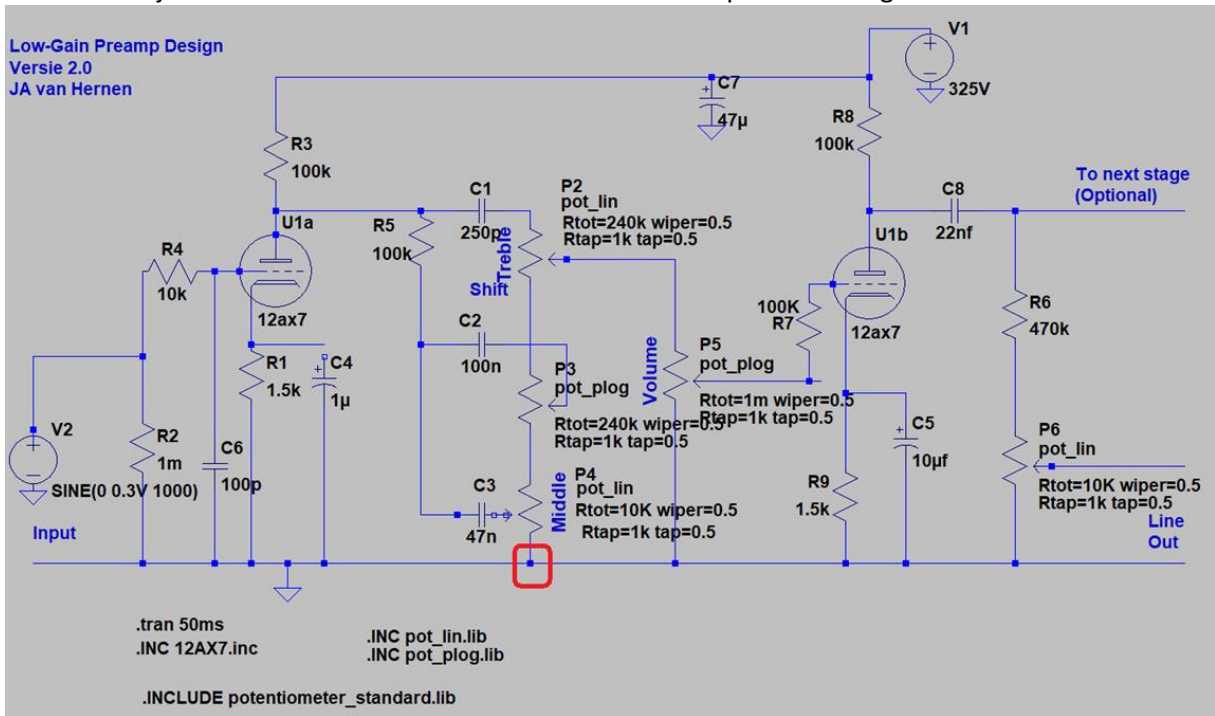 Low-Gain Preamp Design
Versie 2.0
JA van Hernen
V1
325V
C7
47µ
R8
100k
R3
100k
To next stage
(Optional)
C1
250p
P2
pot_lin
Rtot=240k wiper=0.5
Rtap=1k tap=0.5
Treble
C8
22nf
U1a
R5
100k
U1b
R4
10k
Shift
12ax7
100K
R7
12ax7
R6
470k
C2
100n
P3
pot_plog
Rtot=240k wiper=0.5
Rtap=1k tap=0.5
Volume
P5
pot_plog
Rtot=1m wiper=0.5
Rtap=1k tap=0.5
R1
1.5k
C4
1µ
V2
SINE(0 0.3V 1000)
R2
1m
C6
100p
C5
10µf
P6
pot_lin
Rtot=10K wiper=0.5
Rtap=1k tap=0.5
C3
47n
Middle
P4
pot_lin
Rtot=10K wiper=0.5
Rtap=1k tap=0.5
R9
1.5k
Input
Line
Out
.tran 50ms
.INC 12AX7.inc
.INC pot_lin.lib
.INC pot_plog.lib
.INCLUDE potentiometer_standard.lib